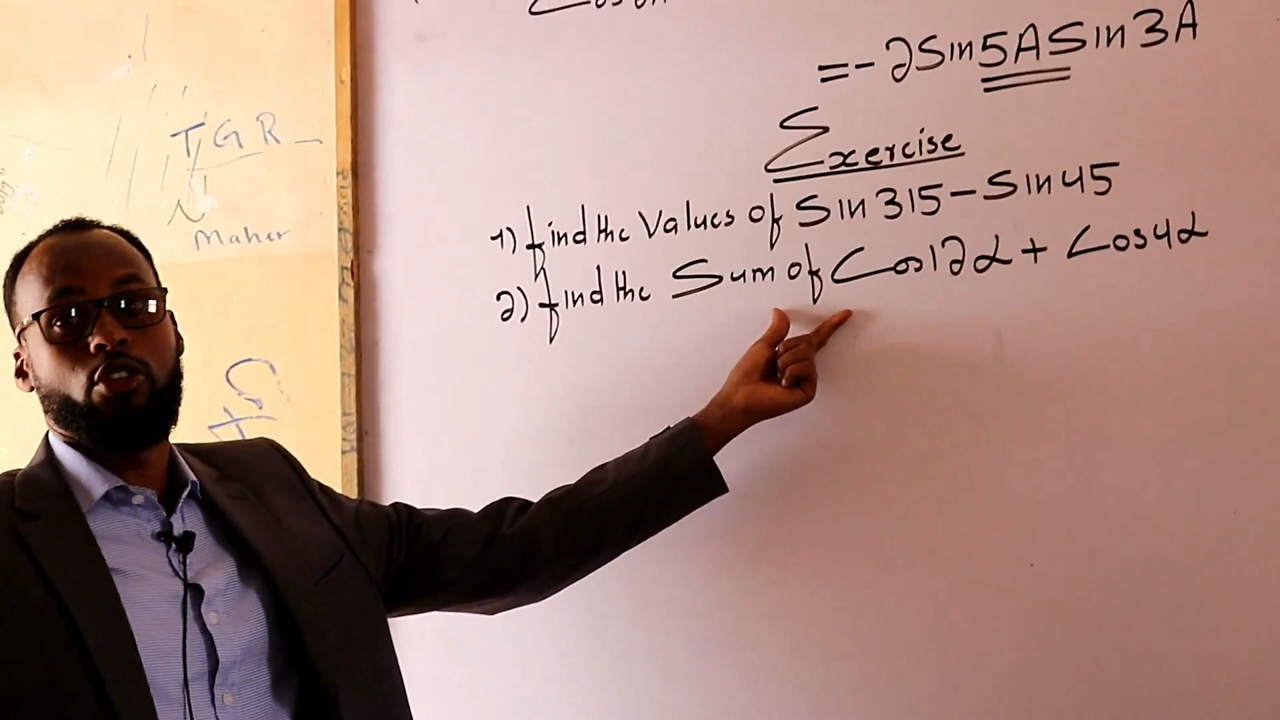 = - 2Sin5ASin3A
Exercise
1) find the Values of Sin315-Sin45
2) find the Sum of Cos12α + Cos4α
TGR
Maher